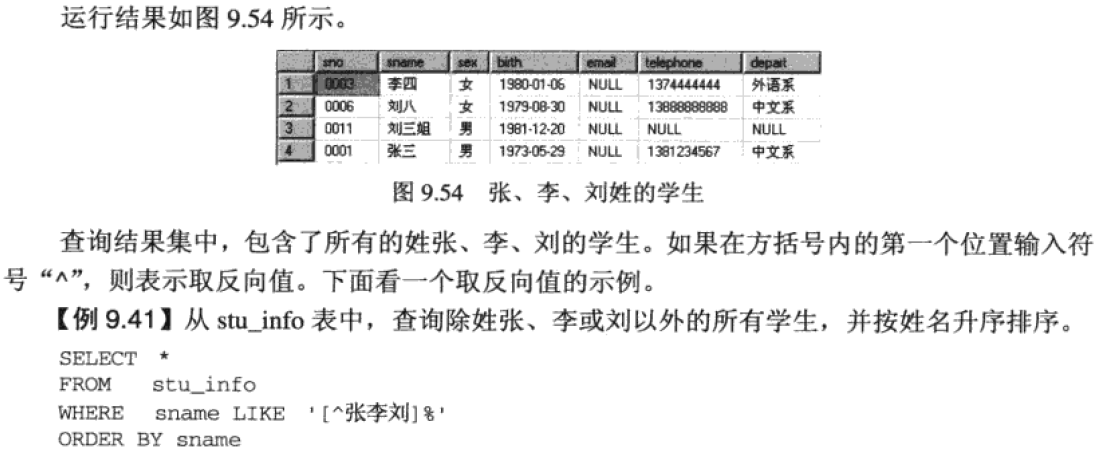 运行结果如图 9.54 所示。
sno sname sex birth email telephone depart
1 0003 李四 女 1980-01-06 NULL 1374444444 外语系
2 0006 刘八 女 1979-08-30 NULL 13888888888 中文系
3 0011 刘三姐 男 1981-12-20 NULL NULL NULL
4 0001 张三 男 1973-05-29 NULL 1381234567 中文系
图 9.54 张、李、刘姓的学生
查询结果集中，包含了所有的姓张、李、刘的学生。如果在方括号内的第一个位置输入符
号“^”，则表示取反向值。下面看一个取反向值的示例。
【例 9.41】从 stu_info 表中，查询除姓张、李或刘以外的所有学生，并按姓名升序排序。
SELECT *
FROM stu_info
WHERE sname LIKE '[^张李刘]%'
ORDER BY sname